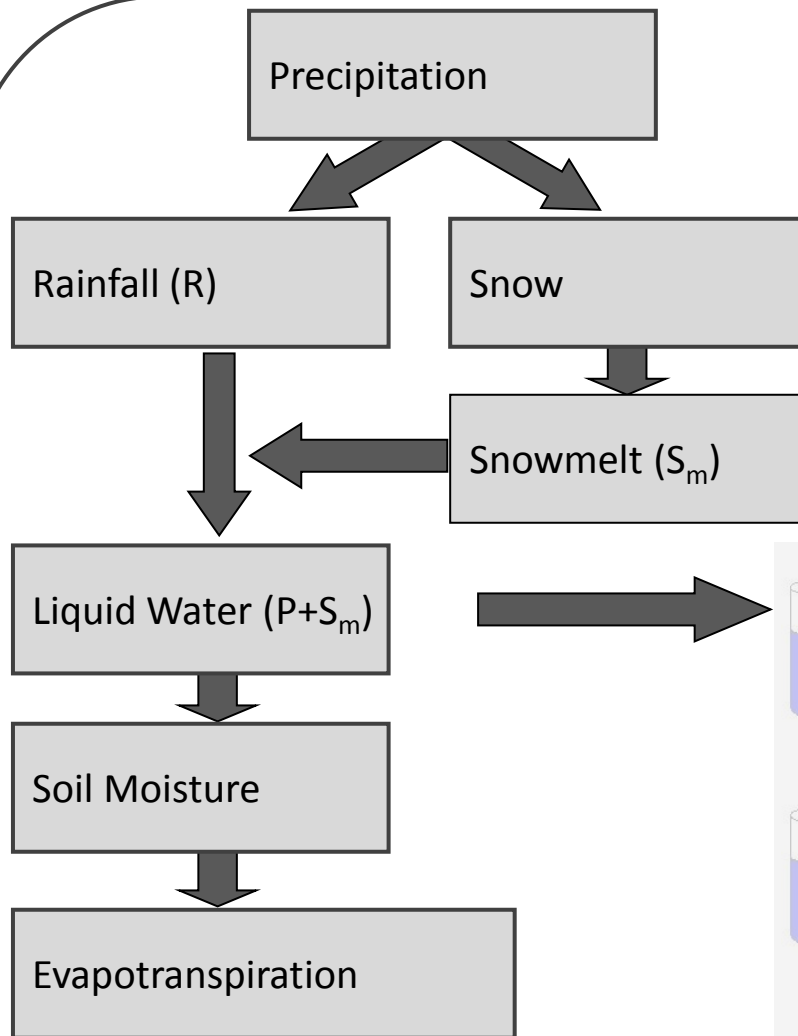 Precipitation
Rainfall (R)
Snow
Snowmelt (Sₘ)
Liquid Water (P+Sₘ)
Soil Moisture
Evapotranspiration